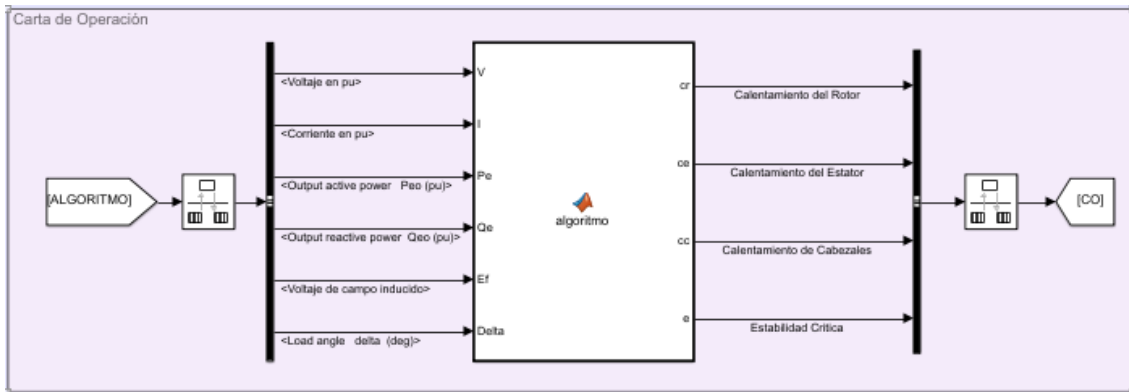 Carta de Operación
[ALGORITMO]
<Voltaje en pu>
<Corriente en pu>
<Output active power Peo (pu)>
<Output reactive power Qeo (pu)>
<Voltaje de campo inducido>
<Load angle delta (deg)>
V
I
Pe
Qe
Ef
Delta
algoritmo
cr
ce
cc
e
Calentamiento del Rotor
Calentamiento del Estator
Calentamiento de Cabezales
Estabilidad Crítica
[CO]